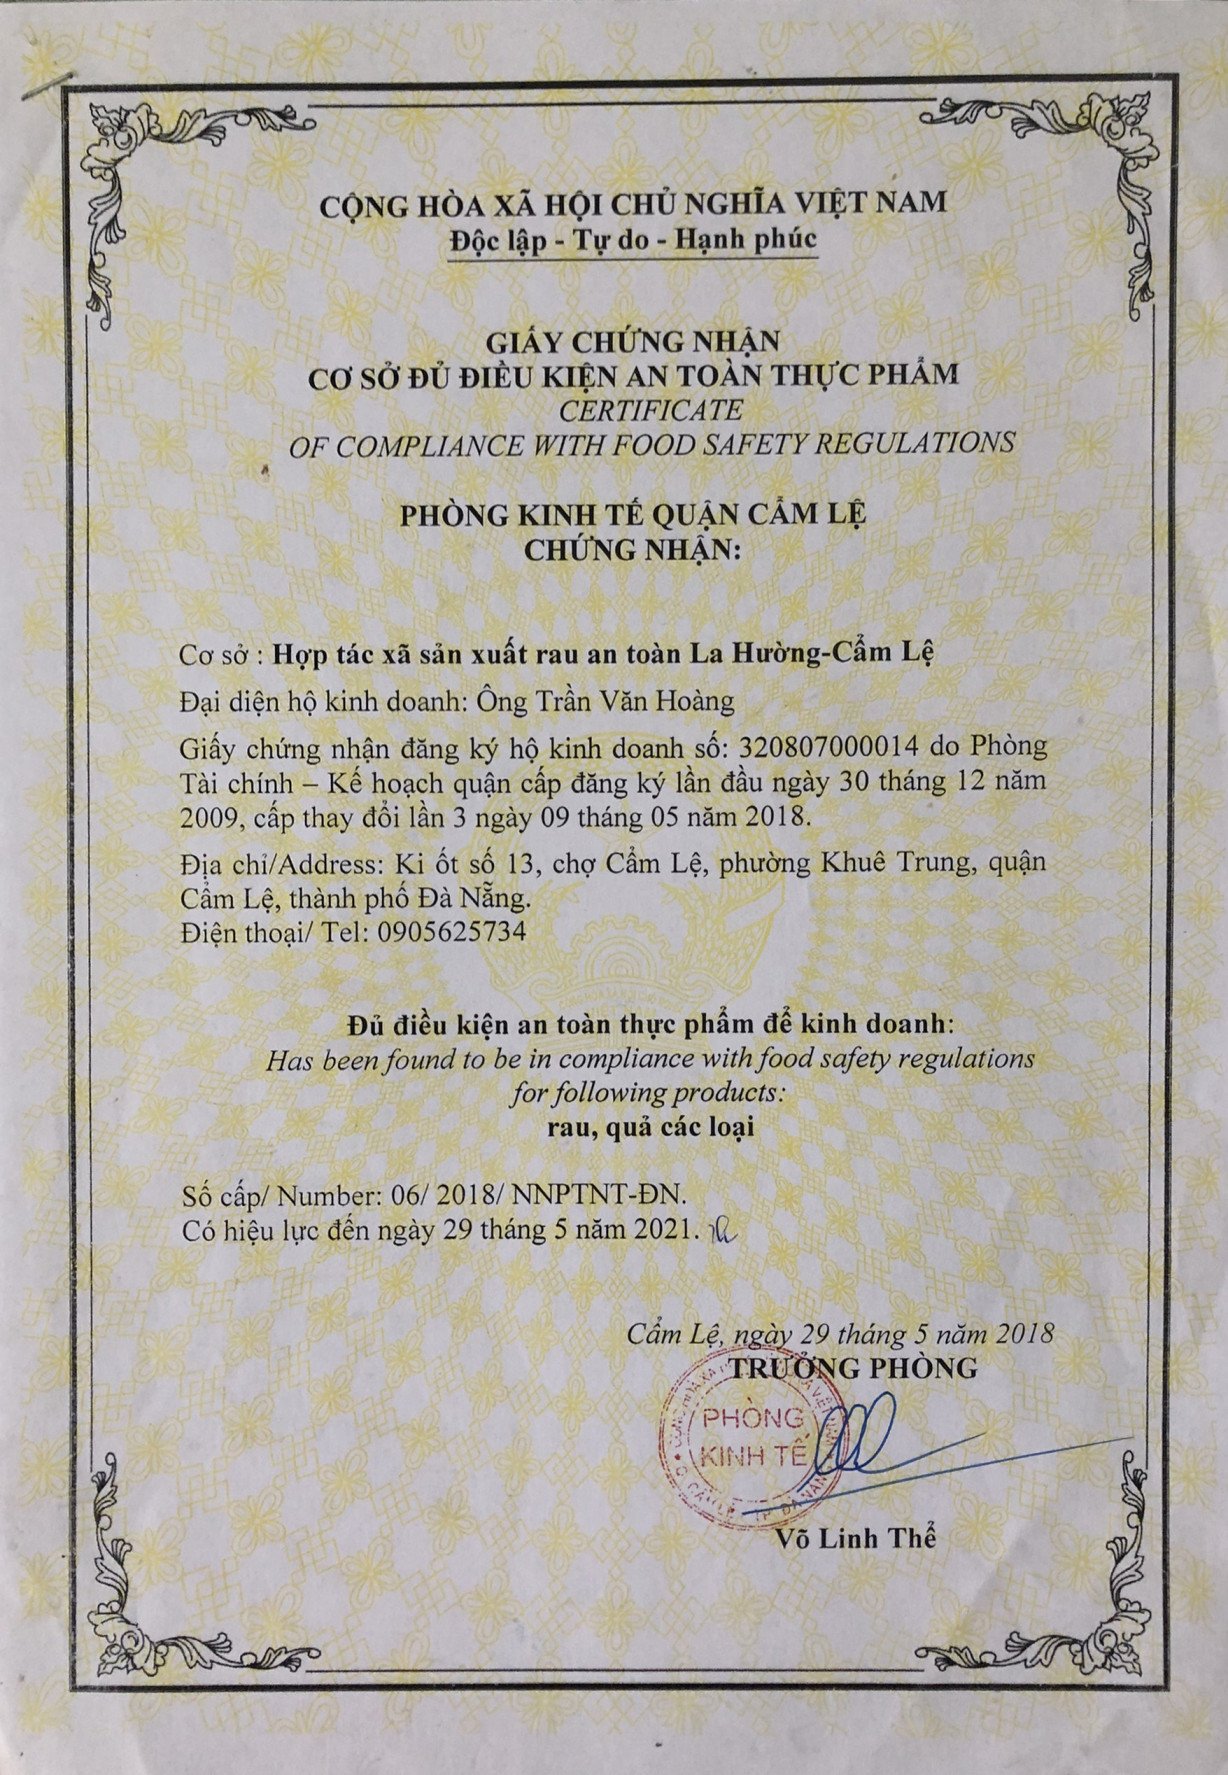 CỘNG HÒA XÃ HỘI CHỦ NGHĨA VIỆT NAM
Độc lập - Tự do - Hạnh phúc
GIẤY CHỨNG NHẬN
CƠ SỞ ĐỦ ĐIỀU KIỆN AN TOÀN THỰC PHẨM
CERTIFICATE
OF COMPLIANCE WITH FOOD SAFETY REGULATIONS
PHÒNG KINH TẾ QUẬN CẨM LỆ
CHỨNG NHẬN:
Cơ sở : Hợp tác xã sản xuất rau an toàn La Hường-Cẩm Lệ
Đại diện hộ kinh doanh: Ông Trần Văn Hoàng
Giấy chứng nhận đăng ký hộ kinh doanh số: 320807000014 do Phòng
Tài chính – Kế hoạch quận cấp đăng ký lần đầu ngày 30 tháng 12 năm
2009, cấp thay đổi lần 3 ngày 09 tháng 05 năm 2018.
Địa chỉ/Address: Ki ốt số 13, chợ Cẩm Lệ, phường Khuê Trung, quận
Cẩm Lệ, thành phố Đà Nẵng.
Điện thoại/ Tel: 0905625734
Đủ điều kiện an toàn thực phẩm để kinh doanh:
Has been found to be in compliance with food safety regulations
for following products:
rau, quả các loại
Số cấp/ Number: 06/ 2018/ NNPTNT-ĐN.
Có hiệu lực đến ngày 29 tháng 5 năm 2021.
Cẩm Lệ, ngày 29 tháng 5 năm 2018
TRƯỞNG PHÒNG
PHÒNG
KINH TẾ
Võ Linh Thể